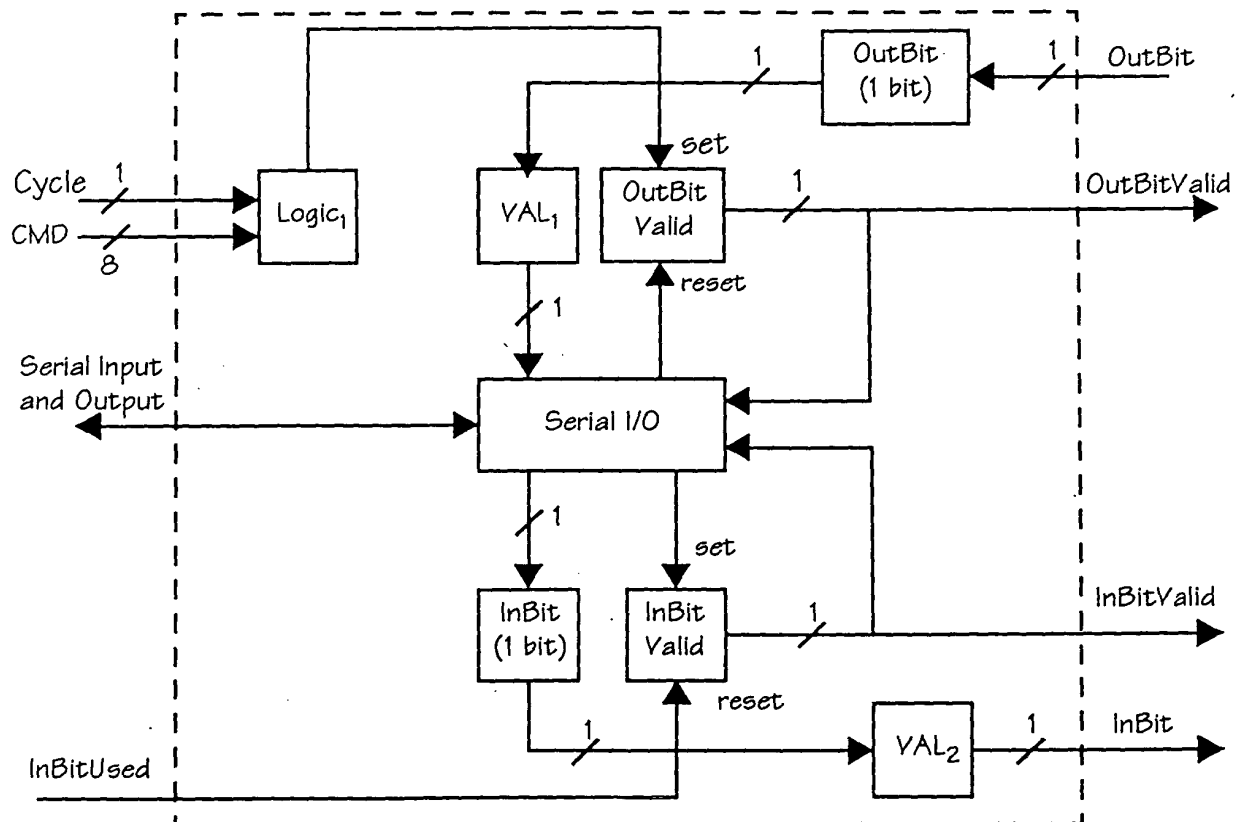 1
OutBit
(1 bit)
1
OutBit
set
Cycle
1
CMD
8
Logic1
VAL1
OutBit
Valid
1
OutBitValid
reset
1
Serial Input
and Output
Serial I/O
1
set
InBit
(1 bit)
InBit
Valid
1
InBitValid
reset
1
VAL2
1
InBit
InBitUsed